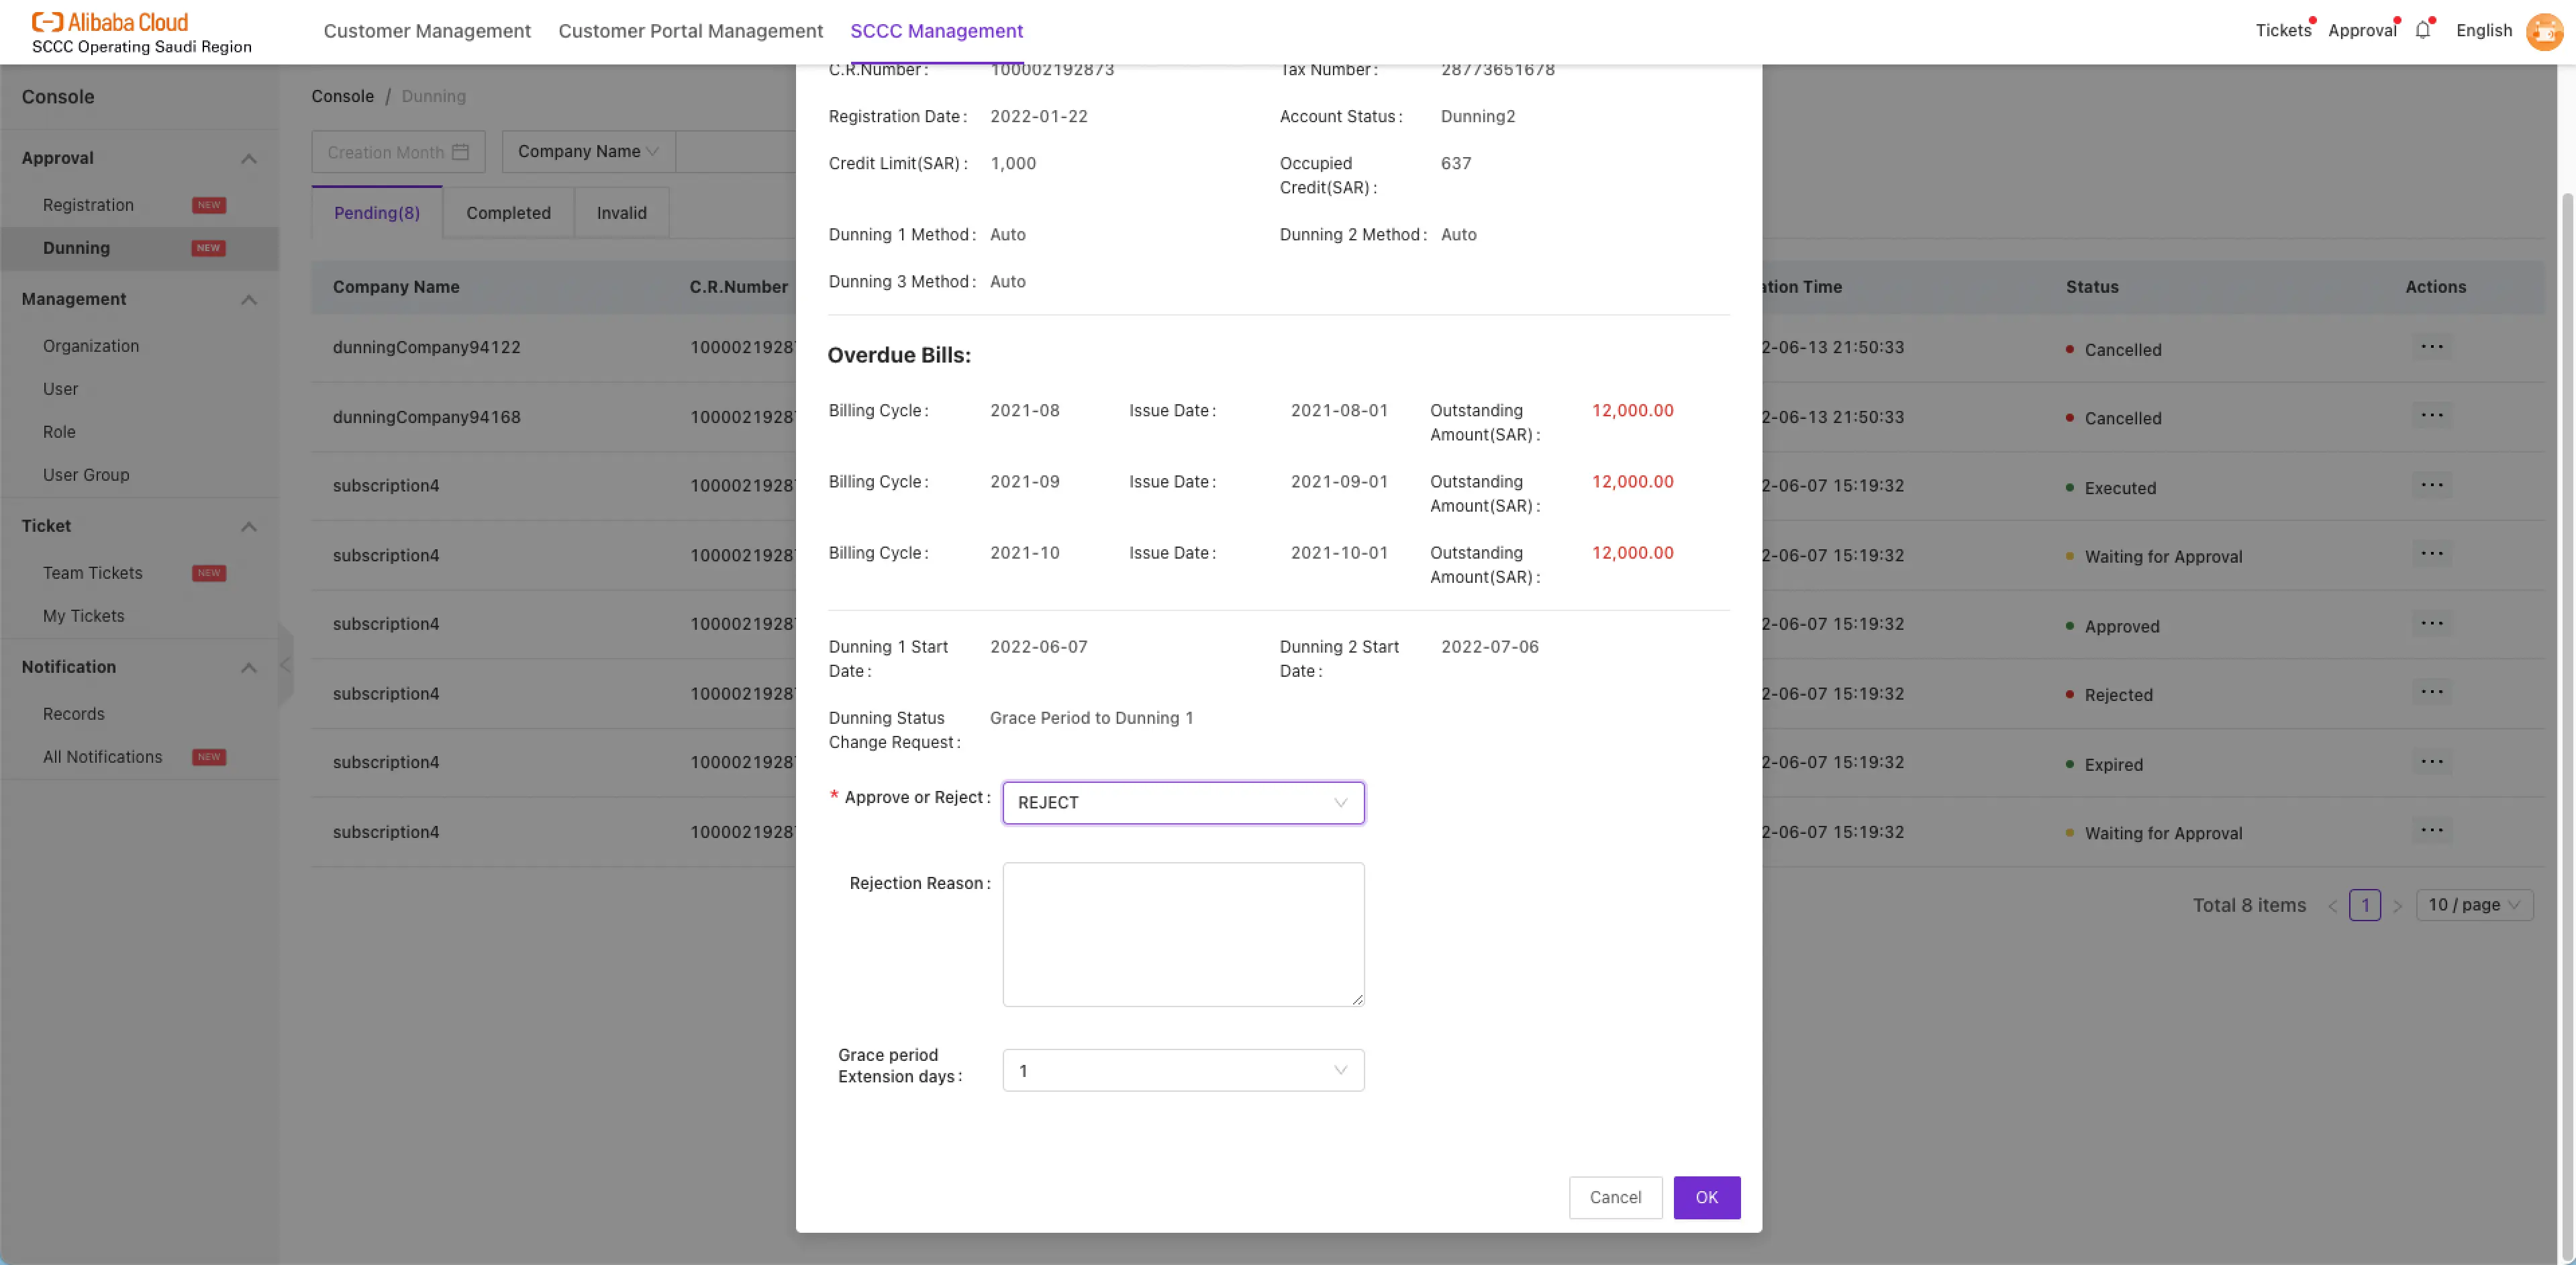 Alibaba Cloud
SCCC Operating Saudi Region
Customer Management
Customer Portal Management
SCCC Management
Tickets
Approval
English
Console
Approval
Registration NEW
Dunning NEW
Management
Organization
User
Role
User Group
Ticket
Team Tickets NEW
My Tickets
Notification
Records
All Notifications NEW
Console / Dunning
Creation Month
Company Name
Pending(8)
Completed
Invalid
Company Name C.R.Number ation Time Status Actions
dunningCompany94122 10000219287 2-06-13 21:50:33 Cancelled ···
dunningCompany94168 10000219287 2-06-13 21:50:33 Cancelled ···
subscription4 10000219287 2-06-07 15:19:32 Executed ···
subscription4 10000219287 2-06-07 15:19:32 Waiting for Approval ···
subscription4 10000219287 2-06-07 15:19:32 Approved ···
subscription4 10000219287 2-06-07 15:19:32 Rejected ···
subscription4 10000219287 2-06-07 15:19:32 Expired ···
subscription4 10000219287 2-06-07 15:19:32 Waiting for Approval ···
Total 8 items < 1 > 10 / page
C.R.Number: 100002192873 Tax Number: 28773651678
Registration Date: 2022-01-22 Account Status: Dunning2
Credit Limit(SAR): 1,000 Occupied 637
Credit(SAR):
Dunning 1 Method: Auto Dunning 2 Method: Auto
Dunning 3 Method: Auto
Overdue Bills:
Billing Cycle: 2021-08 Issue Date: 2021-08-01 Outstanding 12,000.00
Amount(SAR):
Billing Cycle: 2021-09 Issue Date: 2021-09-01 Outstanding 12,000.00
Amount(SAR):
Billing Cycle: 2021-10 Issue Date: 2021-10-01 Outstanding 12,000.00
Amount(SAR):
Dunning 1 Start 2022-06-07 Dunning 2 Start 2022-07-06
Date: Date:
Dunning Status Grace Period to Dunning 1
Change Request:
* Approve or Reject: REJECT
Rejection Reason:
Grace period
Extension days: 1
Cancel
OK